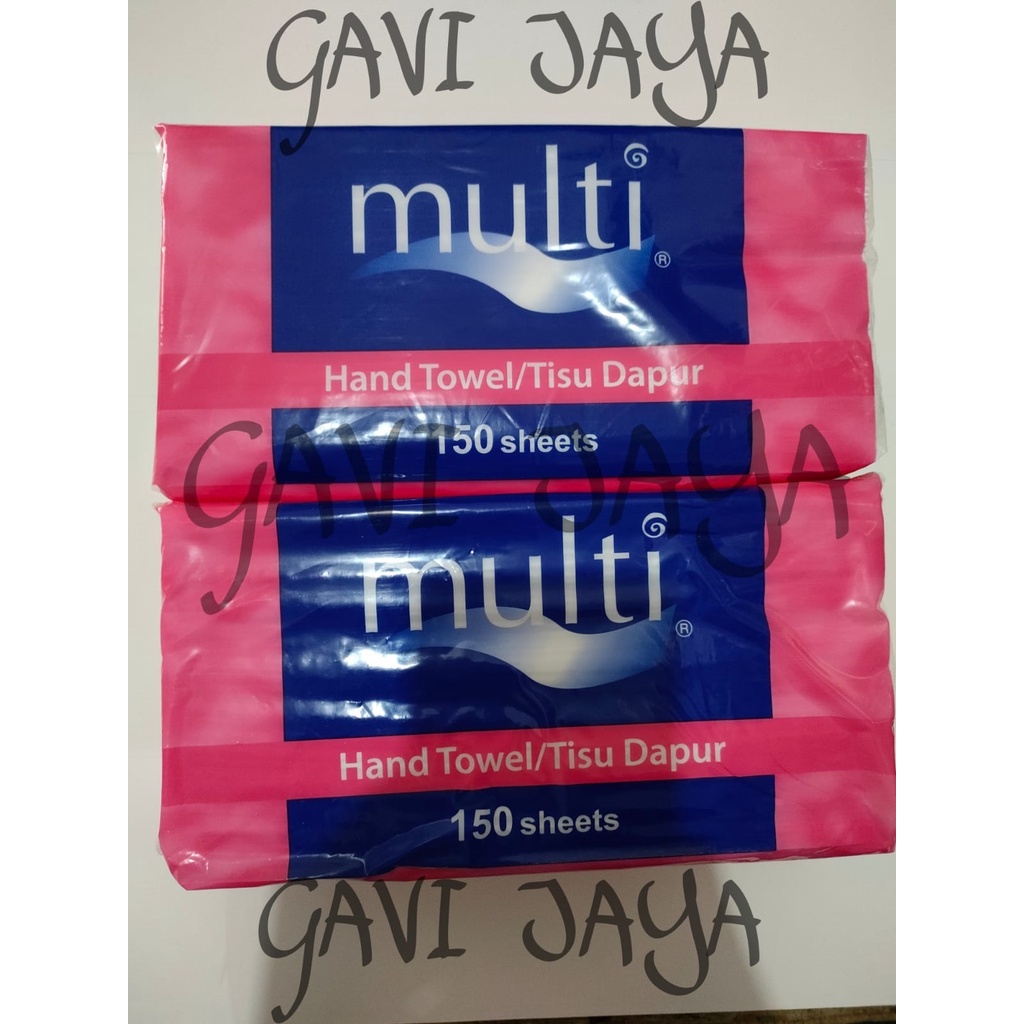 GAVI JAYA
multi®
Hand Towel/Tisu Dapur
150 sheets
GAVI JAYA
multi®
Hand Towel/Tisu Dapur
150 sheets
GAVI JAYA